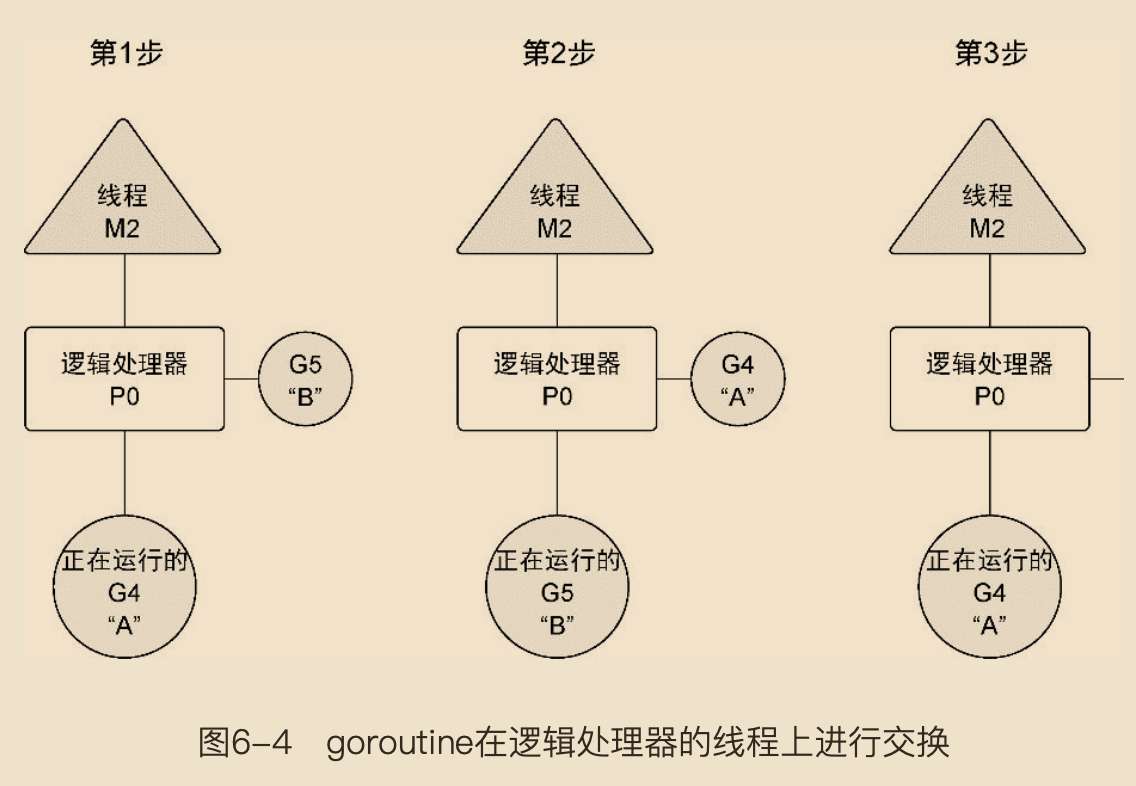 第1步
线程
M2
逻辑处理器
P0
G5
“B”
正在运行的
G4
“A”
第2步
线程
M2
逻辑处理器
P0
G4
“A”
正在运行的
G5
“B”
第3步
线程
M2
逻辑处理器
P0
正在运行的
G4
“A”
图6-4 goroutine在逻辑处理器的线程上进行交换